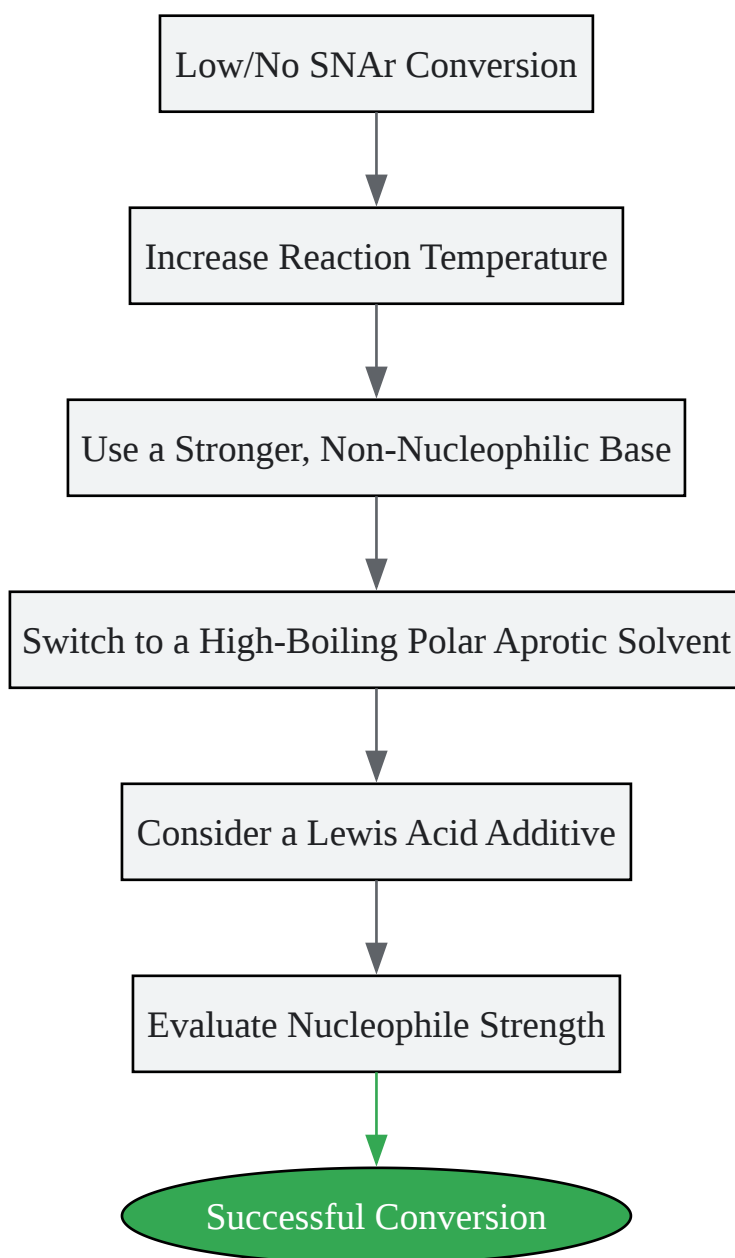 Low/No SNAr Conversion
Increase Reaction Temperature
Use a Stronger, Non-Nucleophilic Base
Switch to a High-Boiling Polar Aprotic Solvent
Consider a Lewis Acid Additive
Evaluate Nucleophile Strength
Successful Conversion